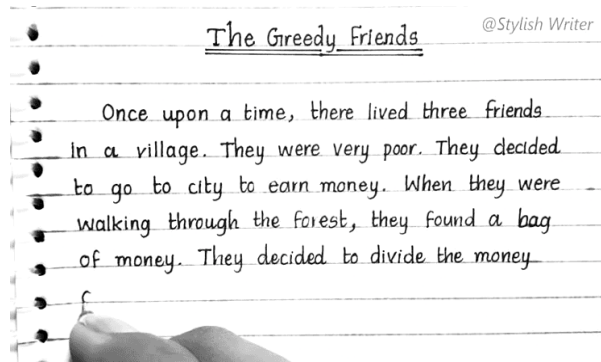 @Stylish Writer
The Greedy Friends
Once upon a time, there lived three friends
in a village. They were very poor. They decided
to go to city to earn money. When they were
walking through the forest, they found a bag
of money. They decided to divide the money